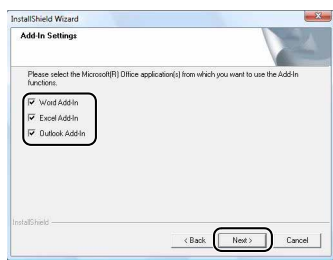 InstallShield Wizard
Add-In Settings
Please select the Microsoft(R) Office application(s) from which you want to use the Add-In
functions.
Word Add-In
Excel Add-In
Outlook Add-In
InstallShield
< Back Next > Cancel